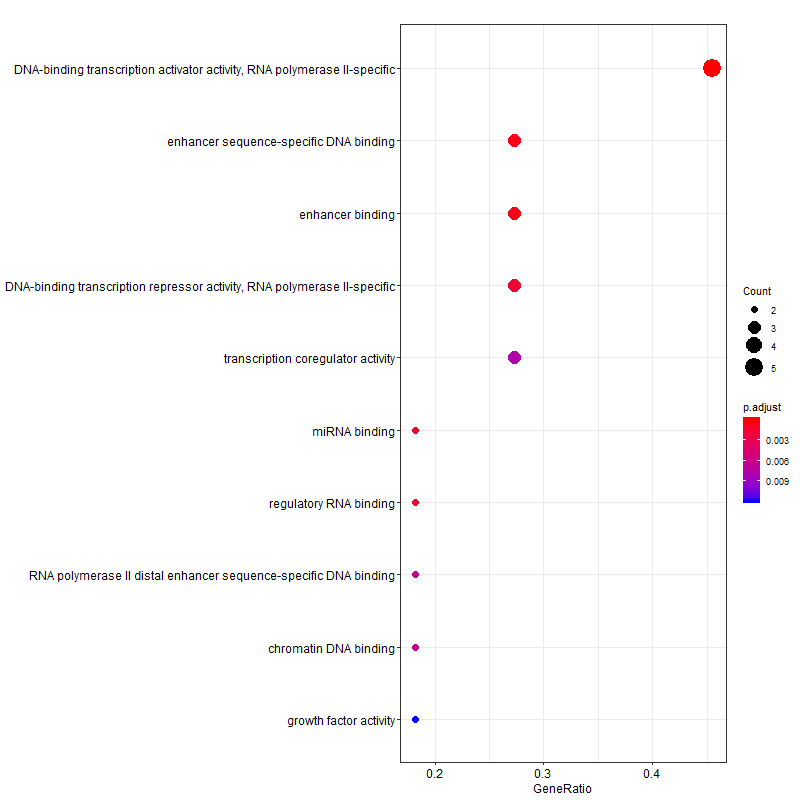 DNA-binding transcription activator activity, RNA polymerase II-specific
enhancer sequence-specific DNA binding
enhancer binding
DNA-binding transcription repressor activity, RNA polymerase II-specific
transcription coregulator activity
miRNA binding
regulatory RNA binding
RNA polymerase II distal enhancer sequence-specific DNA binding
chromatin DNA binding
growth factor activity
0.2
0.3
0.4
GeneRatio
Count
2
3
4
5
p.adjust
0.003
0.006
0.009